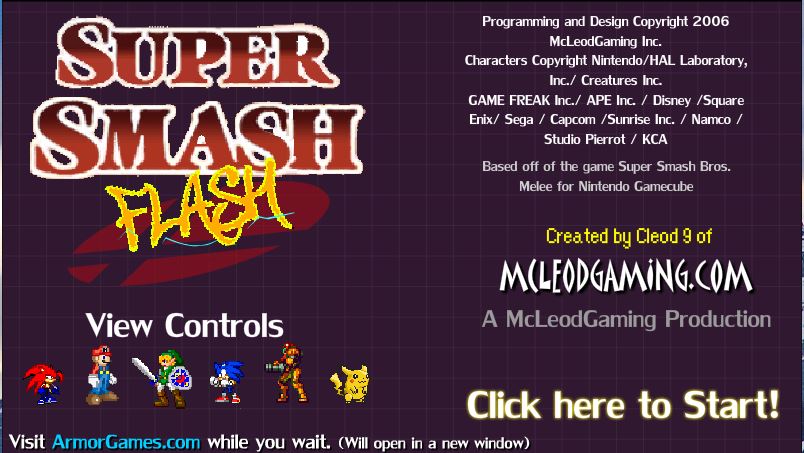 SUPER
SMASH
FLASH
Programming and Design Copyright 2006
McLeodGaming Inc.
Characters Copyright Nintendo/HAL Laboratory,
Inc./ Creatures Inc.
GAME FREAK Inc./ APE Inc. / Disney /Square
Enix/ Sega / Capcom /Sunrise Inc. / Namco /
Studio Pierrot / KCA
Based off of the game Super Smash Bros.
Melee for Nintendo Gamecube
Created by Cleod 9 of
MCLEODGAMING.COM
A McLeodGaming Production
View Controls
Click here to Start!
Visit ArmorGames.com while you wait. (Will open in a new window)